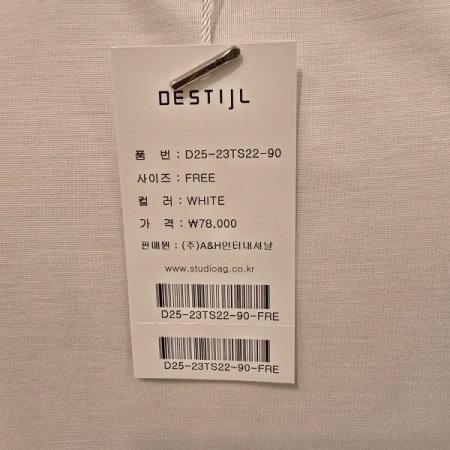 DESTIJL
품 번 : D25-23TS22-90
사이즈 : FREE
컬 러 : WHITE
가 격 : ₩78,000
판매원 : (주)A&H인터내셔날
www.studioag.co.kr
D25-23TS22-90-FRE
D25-23TS22-90-FRE